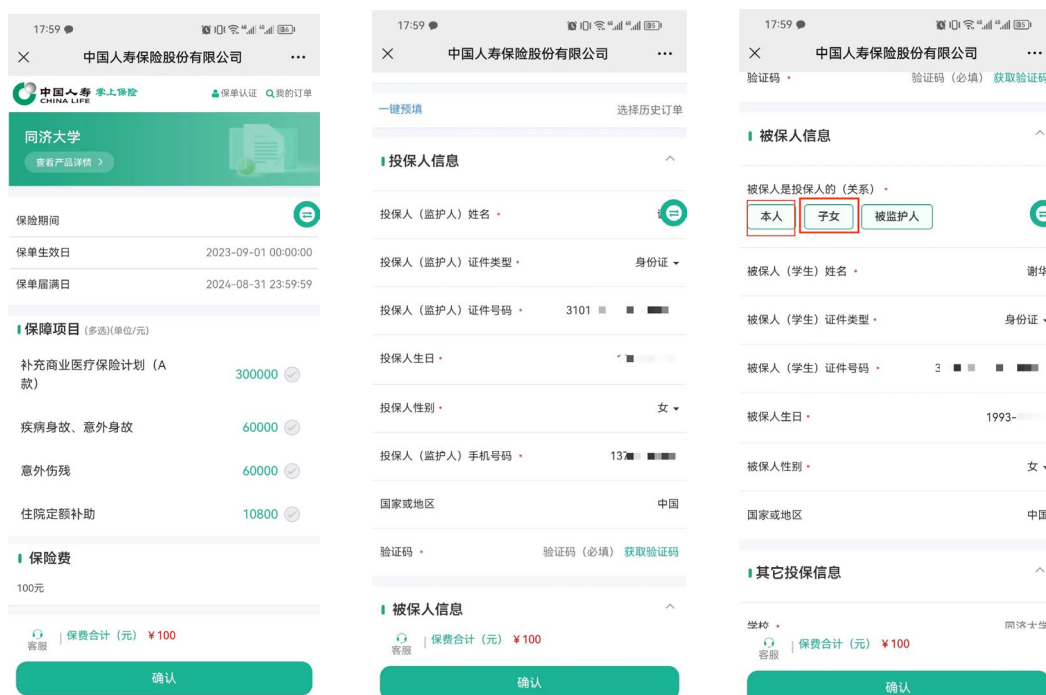 17:59
中国人寿保险股份有限公司
中国人寿 掌上保险
CHINA LIFE
保单认证 我的订单
同济大学
查看产品详情 >
保险期间
保单生效日 2023-09-01 00:00:00
保单届满日 2024-08-31 23:59:59
保障项目 (多选)(单位/元)
补充商业医疗保险计划（A
款） 300000
疾病身故、意外身故 60000
意外伤残 60000
住院定额补助 10800
保险费
100元
客服 | 保费合计（元） ￥100
确认
17:59
中国人寿保险股份有限公司
一键预填 选择历史订单
投保人信息
投保人（监护人）姓名 *
投保人（监护人）证件类型 * 身份证
投保人（监护人）证件号码 * 3101
投保人生日 *
投保人性别 * 女
投保人（监护人）手机号码 * 137
国家或地区 中国
验证码 * 验证码（必填） 获取验证码
被保人信息
客服 | 保费合计（元） ￥100
确认
17:59
中国人寿保险股份有限公司
验证码 * 验证码（必填） 获取验证码
被保人信息
被保人是投保人的（关系） *
本人 子女 被监护人
被保人（学生）姓名 * 谢华
被保人（学生）证件类型 * 身份证
被保人（学生）证件号码 * 3
被保人生日 * 1993-
被保人性别 * 女
国家或地区 中国
其它投保信息
学校 * 同济大学
客服 | 保费合计（元） ￥100
确认